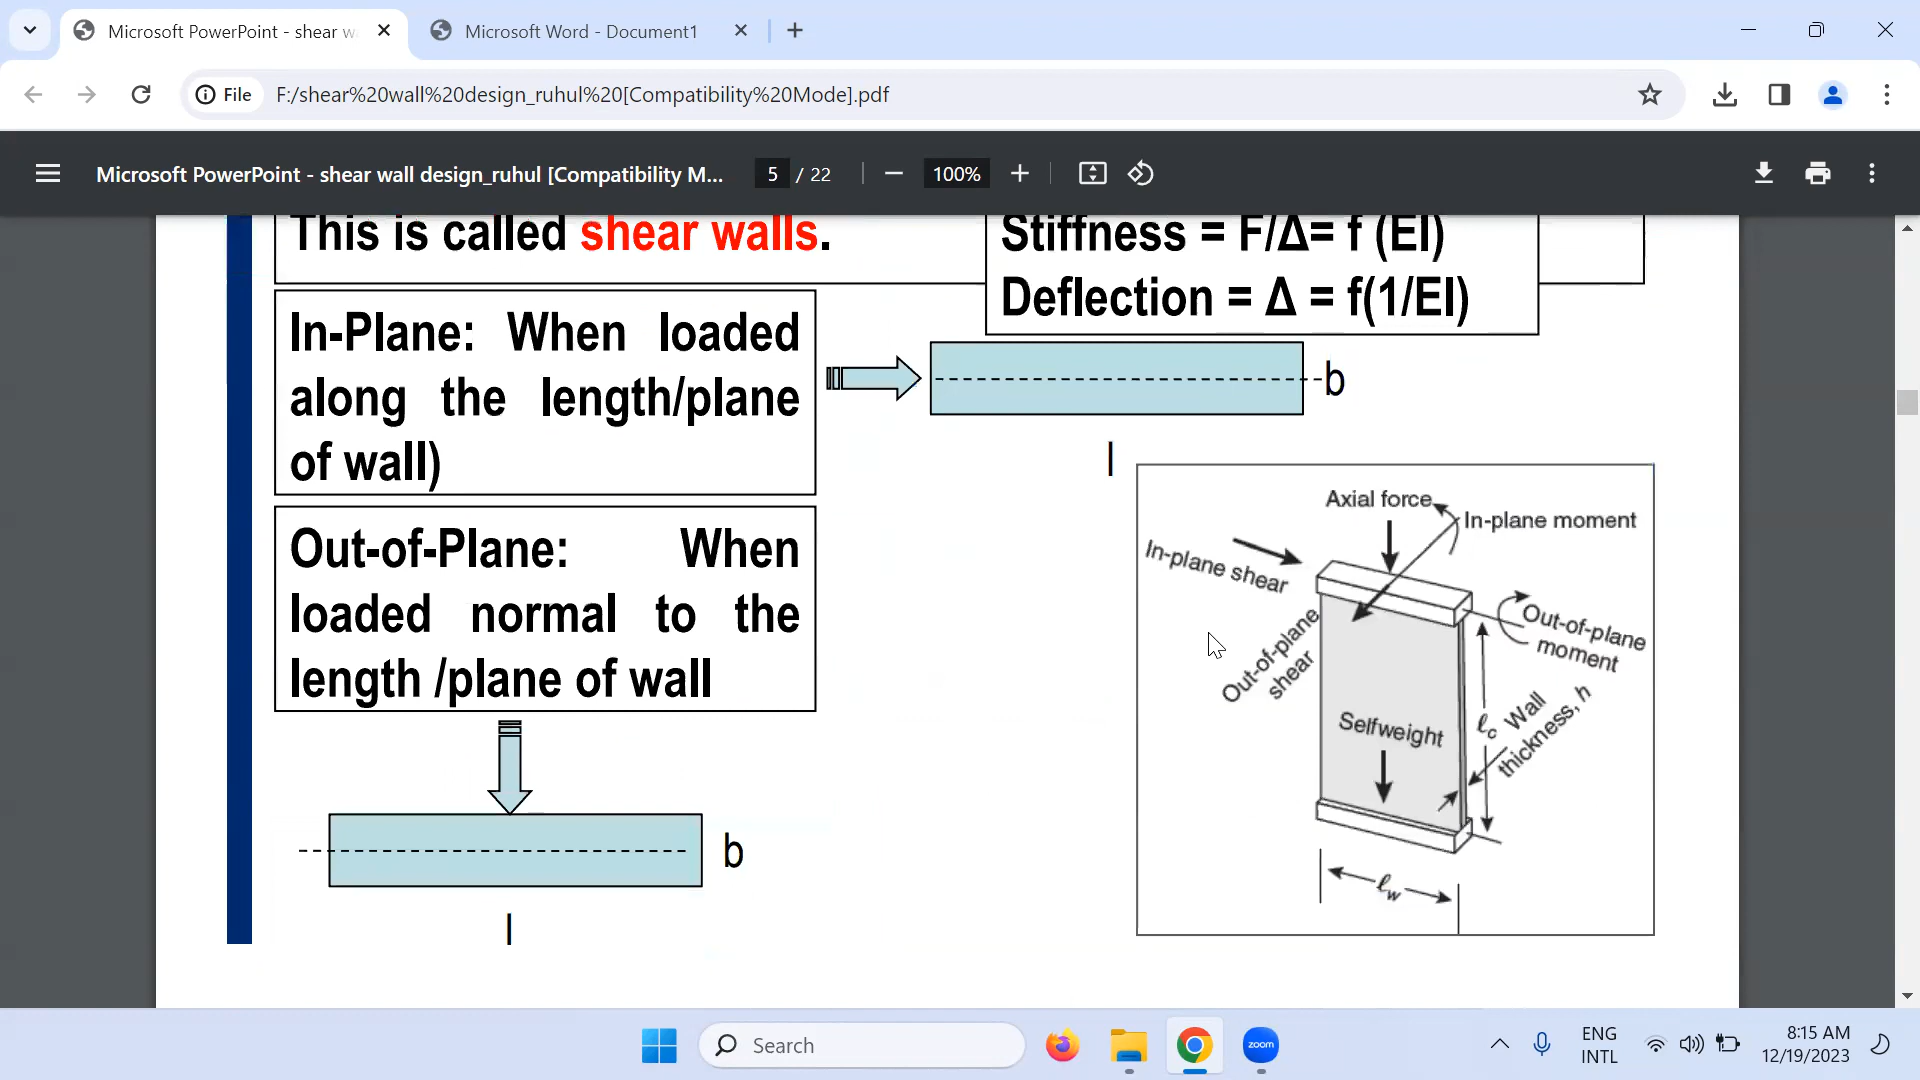 Microsoft PowerPoint - shear w
Microsoft Word - Document1
File
F:/shear%20wall%20design_ruhul%20[Compatibility%20Mode].pdf
Microsoft PowerPoint - shear wall design_ruhul [Compatibility M...
5 / 22
100%
This is called shear walls.
Stiffness = F/Δ= f (EI)
Deflection = Δ = f(1/EI)
In-Plane: When loaded
along the length/plane
of wall)
b
l
Out-of-Plane: When
loaded normal to the
length /plane of wall
b
l
Axial force
In-plane moment
In-plane shear
Out-of-plane
shear
Out-of-plane
moment
Selfweight
ℓc
Wall
thickness, h
ℓw
Search
zoom
ENG
INTL
8:15 AM
12/19/2023